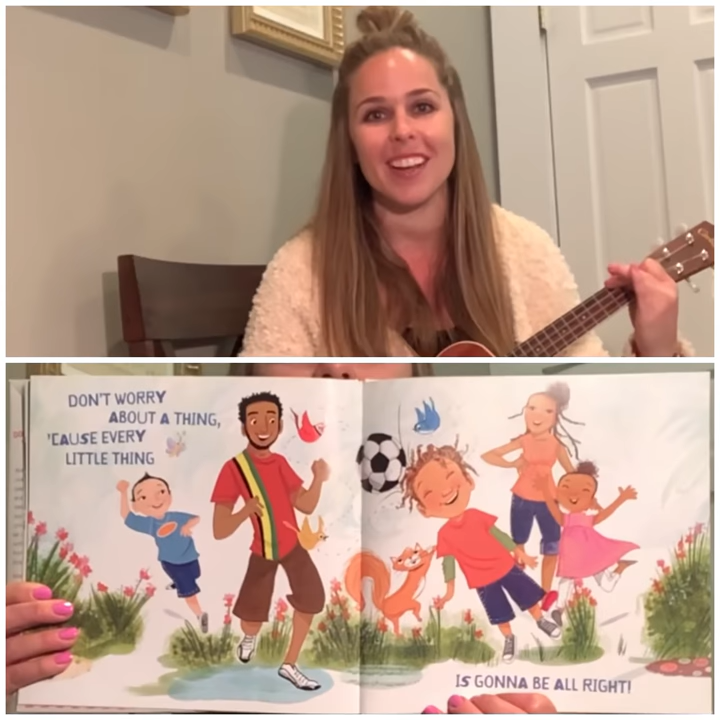 DON'T WORRY
ABOUT A THING,
'CAUSE EVERY
LITTLE THING
IS GONNA BE ALL RIGHT!